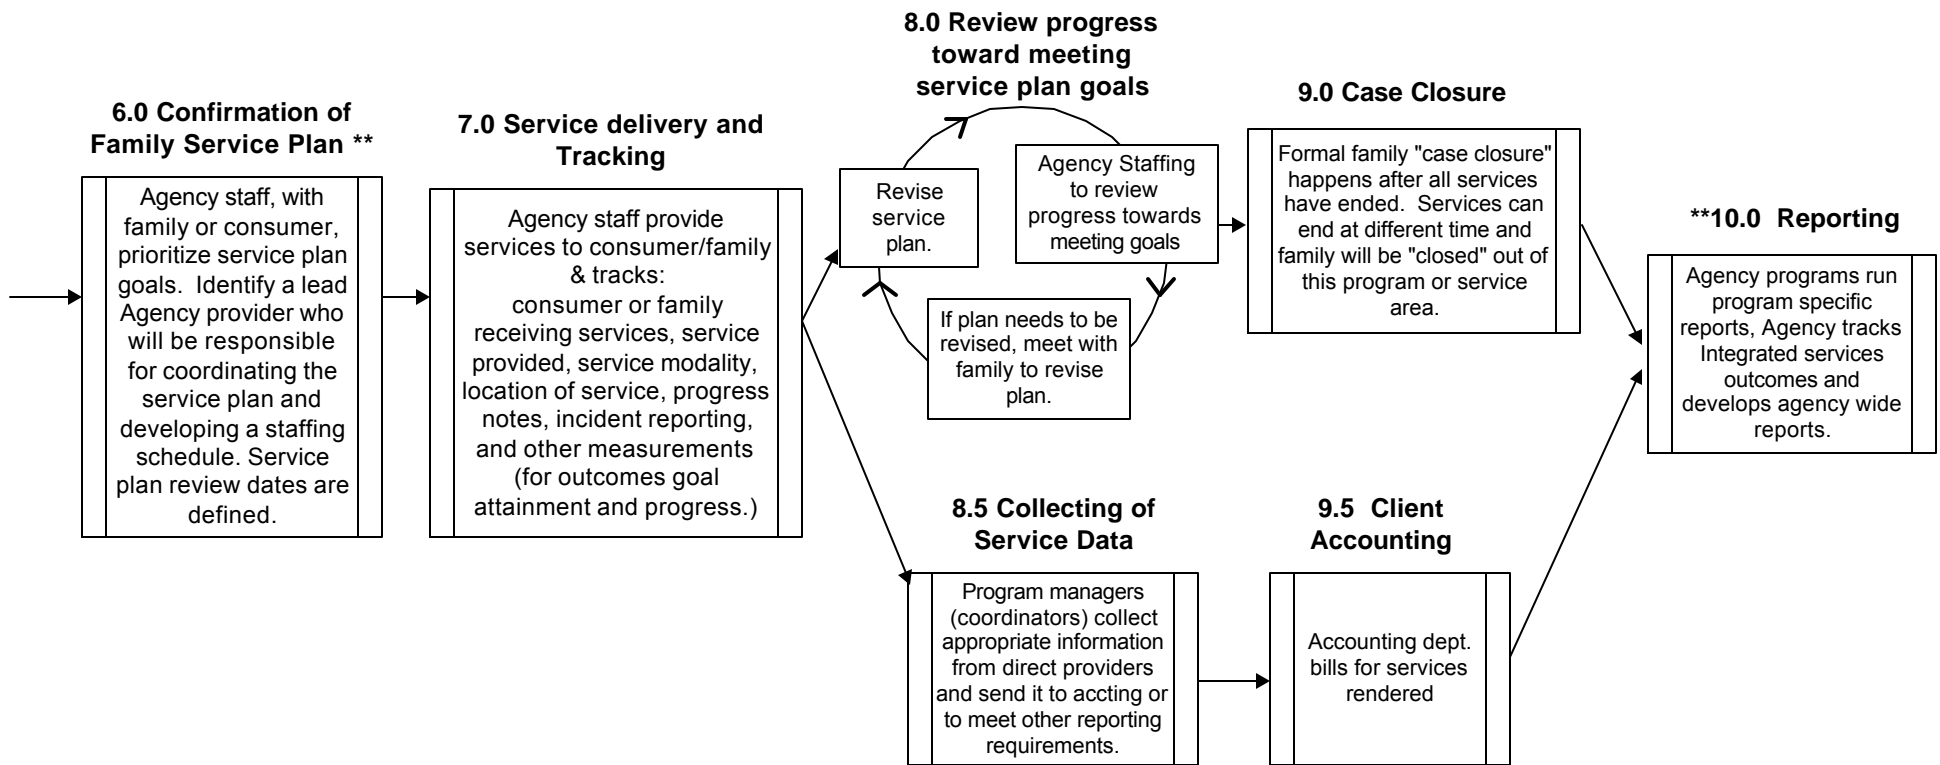 6.0 Confirmation of
Family Service Plan **
Agency staff, with
family or consumer,
prioritize service plan
goals.  Identify a lead
Agency provider who
will be responsible
for coordinating the
service plan and
developing a staffing
schedule. Service
plan review dates are
defined.
7.0 Service delivery and
Tracking
Agency staff provide
services to consumer/family
& tracks:
consumer or family
receiving services, service
provided, service modality,
location of service, progress
notes, incident reporting,
and other measurements
(for outcomes goal
attainment and progress.)
8.0 Review progress
toward meeting
service plan goals
Revise
service
plan.
Agency Staffing
to review
progress towards
meeting goals
If plan needs to be
revised, meet with
family to revise
plan.
9.0 Case Closure
Formal family "case closure"
happens after all services
have ended.  Services can
end at different time and
family will be "closed" out of
this program or service
area.
8.5 Collecting of
Service Data
Program managers
(coordinators) collect
appropriate information
from direct providers
and send it to accting or
to meet other reporting
requirements.
9.5  Client
Accounting
Accounting dept.
bills for services
rendered
**10.0  Reporting
Agency programs run
program specific
reports, Agency tracks
Integrated services
outcomes and
develops agency wide
reports.